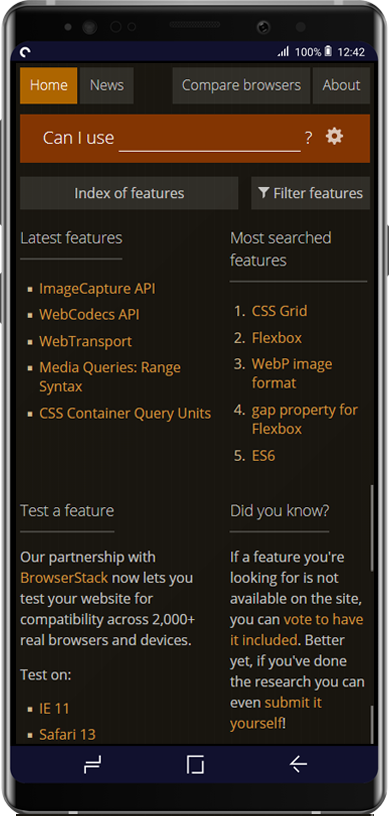 100% 12:42
Home News Compare browsers About
Can I use ?
Index of features Filter features
Latest features
ImageCapture API
WebCodecs API
WebTransport
Media Queries: Range
Syntax
CSS Container Query Units
Most searched
features
1. CSS Grid
2. Flexbox
3. WebP image
format
4. gap property for
Flexbox
5. ES6
Test a feature
Our partnership with
BrowserStack now lets you
test your website for
compatibility across 2,000+
real browsers and devices.
Test on:
IE 11
Safari 13
Did you know?
If a feature you're
looking for is not
available on the site,
you can vote to have
it included. Better
yet, if you've done
the research you can
even submit it
yourself!